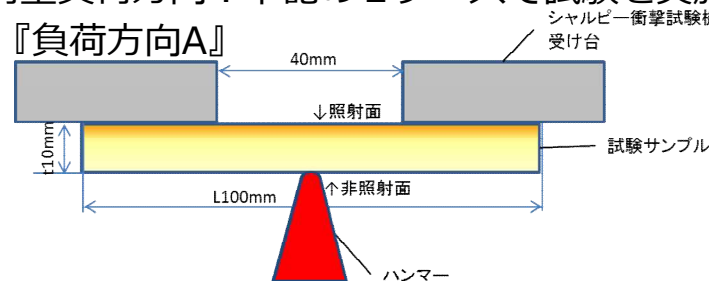 『負荷方向A』
シャルピー衝撃試験機
受け台
40mm
↓照射面
t10mm
試験サンプル
↑非照射面
L100mm
ハンマー